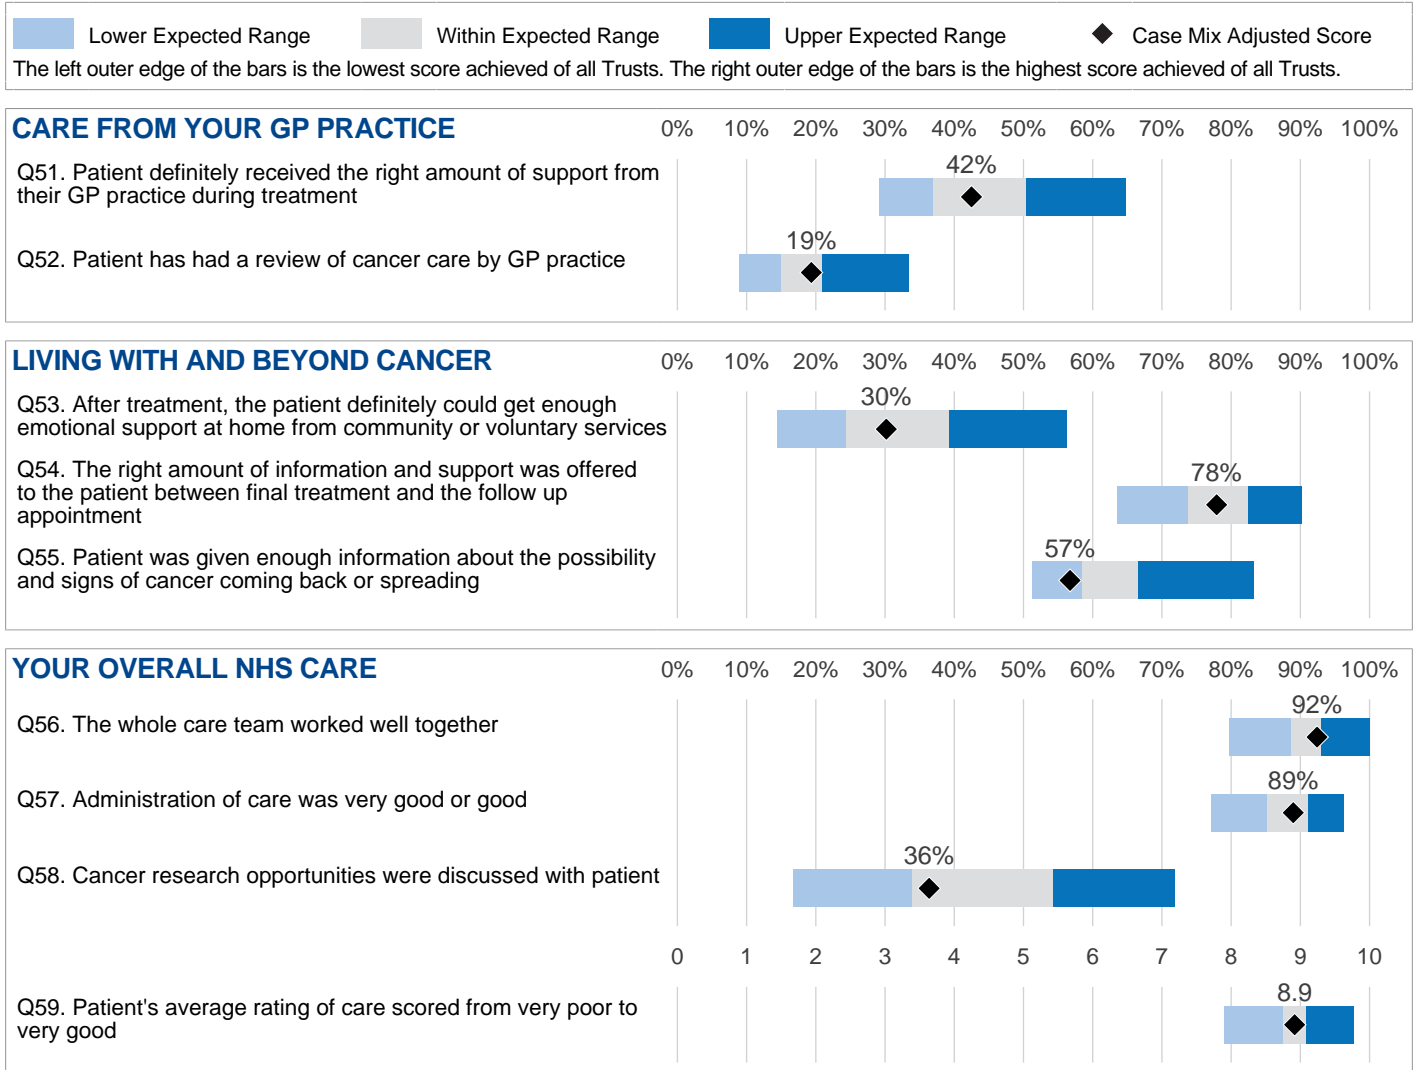 Lower Expected Range Within Expected Range Upper Expected Range Case Mix Adjusted Score
The left outer edge of the bars is the lowest score achieved of all Trusts. The right outer edge of the bars is the highest score achieved of all Trusts.
CARE FROM YOUR GP PRACTICE 0% 10% 20% 30% 40% 50% 60% 70% 80% 90% 100%
42%
Q51. Patient definitely received the right amount of support from
their GP practice during treatment
19%
Q52. Patient has had a review of cancer care by GP practice
LIVING WITH AND BEYOND CANCER 0% 10% 20% 30% 40% 50% 60% 70% 80% 90% 100%
30%
Q53. After treatment, the patient definitely could get enough
emotional support at home from community or voluntary services
78%
Q54. The right amount of information and support was offered
to the patient between final treatment and the follow up
appointment
57%
Q55. Patient was given enough information about the possibility
and signs of cancer coming back or spreading
YOUR OVERALL NHS CARE 0% 10% 20% 30% 40% 50% 60% 70% 80% 90% 100%
92%
Q56. The whole care team worked well together
89%
Q57. Administration of care was very good or good
36%
Q58. Cancer research opportunities were discussed with patient
0 1 2 3 4 5 6 7 8 9 10
8.9
Q59. Patient's average rating of care scored from very poor to
very good